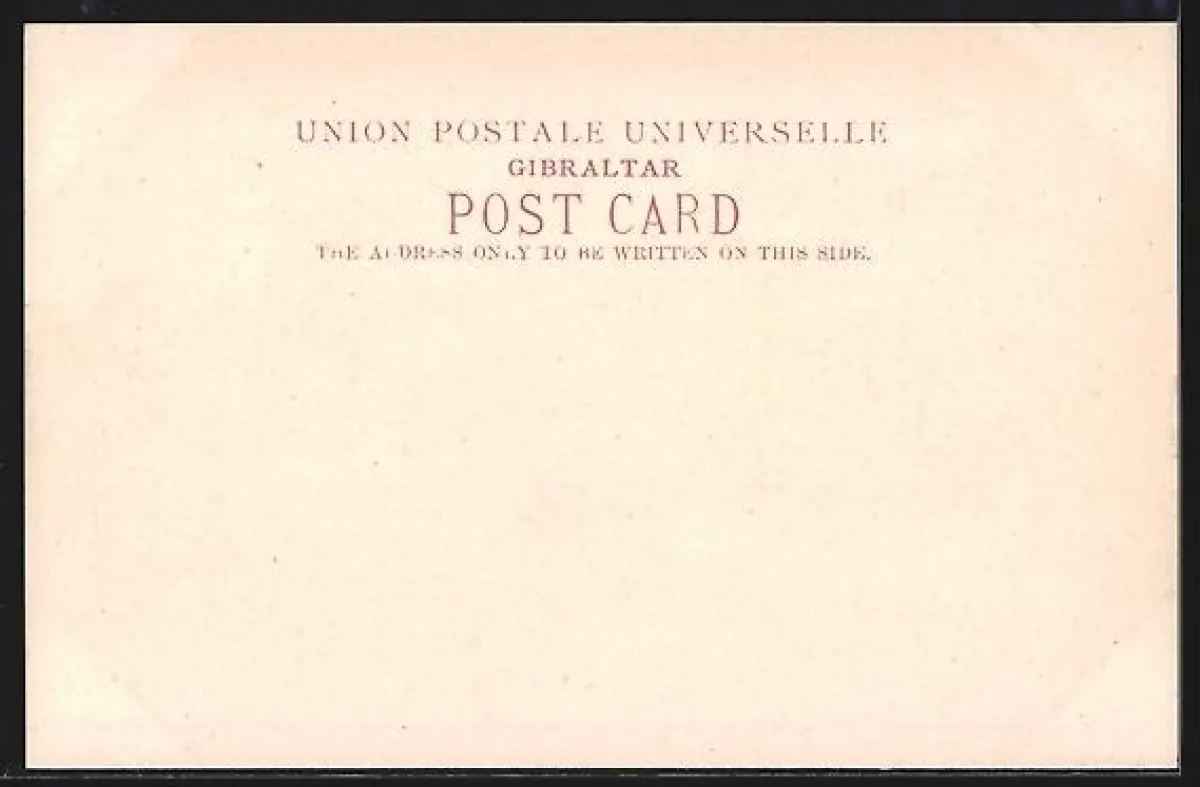 UNION POSTALE UNIVERSELLE
GIBRALTAR
POST CARD
THE ADDRESS ONLY TO BE WRITTEN ON THIS SIDE.